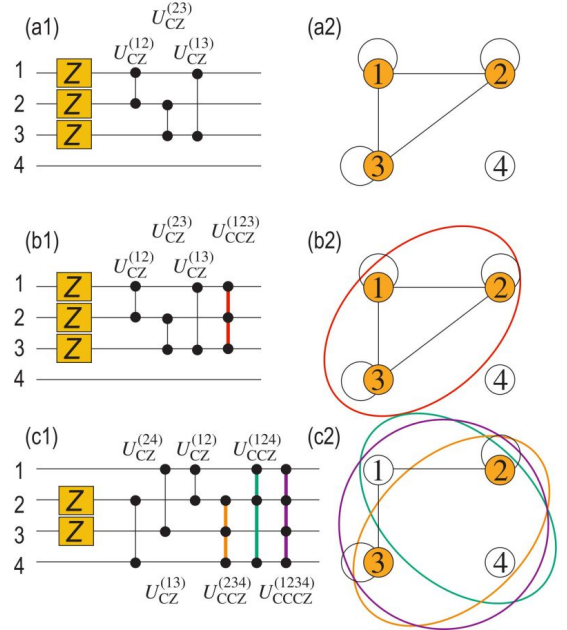 (a1)
U_CZ^(23)
U_CZ^(12) U_CZ^(13)
1 Z
2 Z
3 Z
4
(a2)
1 2
3 4
(b1)
U_CZ^(23) U_CCZ^(123)
U_CZ^(12) U_CZ^(13)
1 Z
2 Z
3 Z
4
(b2)
1 2
3 4
(c1)
U_CZ^(24) U_CZ^(12) U_CCZ^(124)
1
2 Z
3 Z
4
U_CZ^(13) U_CCZ^(234) U_CCCZ^(1234)
(c2)
1 2
3 4